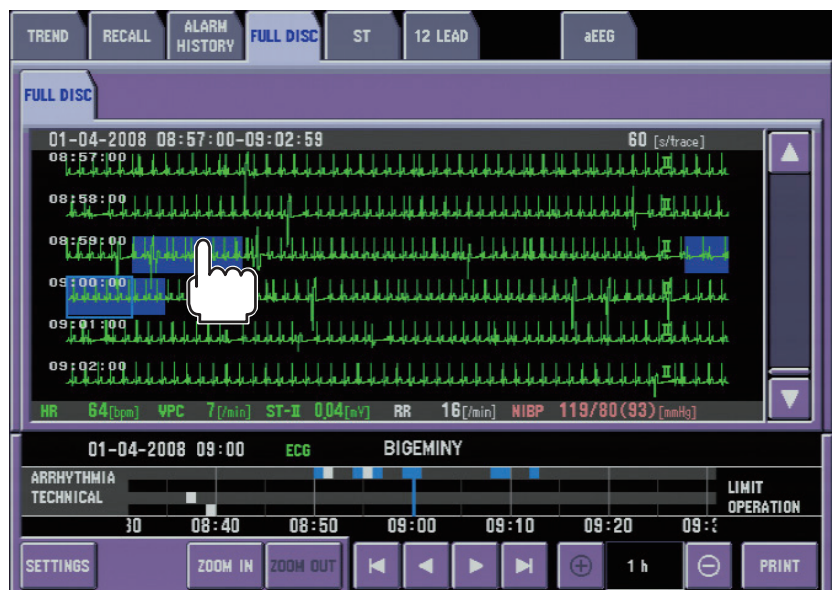 TREND RECALL ALARM HISTORY FULL DISC ST 12 LEAD aEEG
FULL DISC
01-04-2008 08:57:00-09:02:59 60 [s/trace]
08:57:00 II
08:58:00 II
08:59:00 II
09:00:00 II
09:01:00 II
09:02:00 II
HR 64[bpm] VPC 7[/min] ST-II 0.04[mV] RR 16[/min] NIBP 119/80(93)[mmHg]
01-04-2008 09:00 ECG BIGEMINY
ARRHYTHMIA
TECHNICAL
LIMIT
OPERATION
30 08:40 08:50 09:00 09:10 09:20 09:
SETTINGS ZOOM IN ZOOM OUT 1 h PRINT